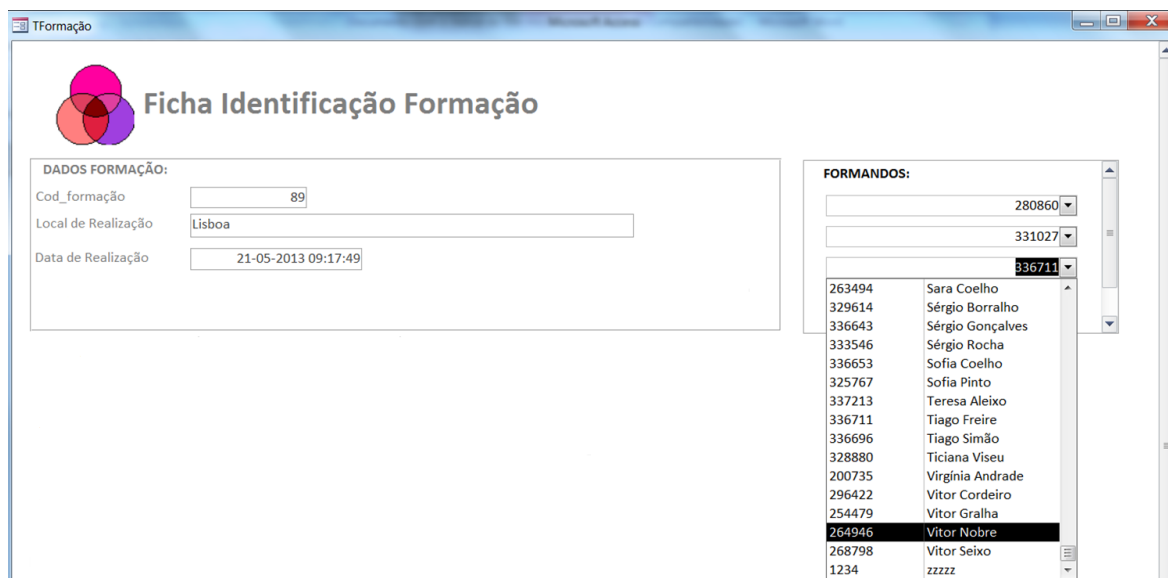 TFormação
Ficha Identificação Formação
DADOS FORMAÇÃO:
Cod_formação 89
Local de Realização Lisboa
Data de Realização 21-05-2013 09:17:49
FORMANDOS:
280860
331027
336711
263494 Sara Coelho
329614 Sérgio Borralho
336643 Sérgio Gonçalves
333546 Sérgio Rocha
336653 Sofia Coelho
325767 Sofia Pinto
337213 Teresa Aleixo
336711 Tiago Freire
336696 Tiago Simão
328880 Ticiana Viseu
200735 Virgínia Andrade
296422 Vitor Cordeiro
254479 Vitor Gralha
264946 Vitor Nobre
268798 Vitor Seixo
1234 zzzzz